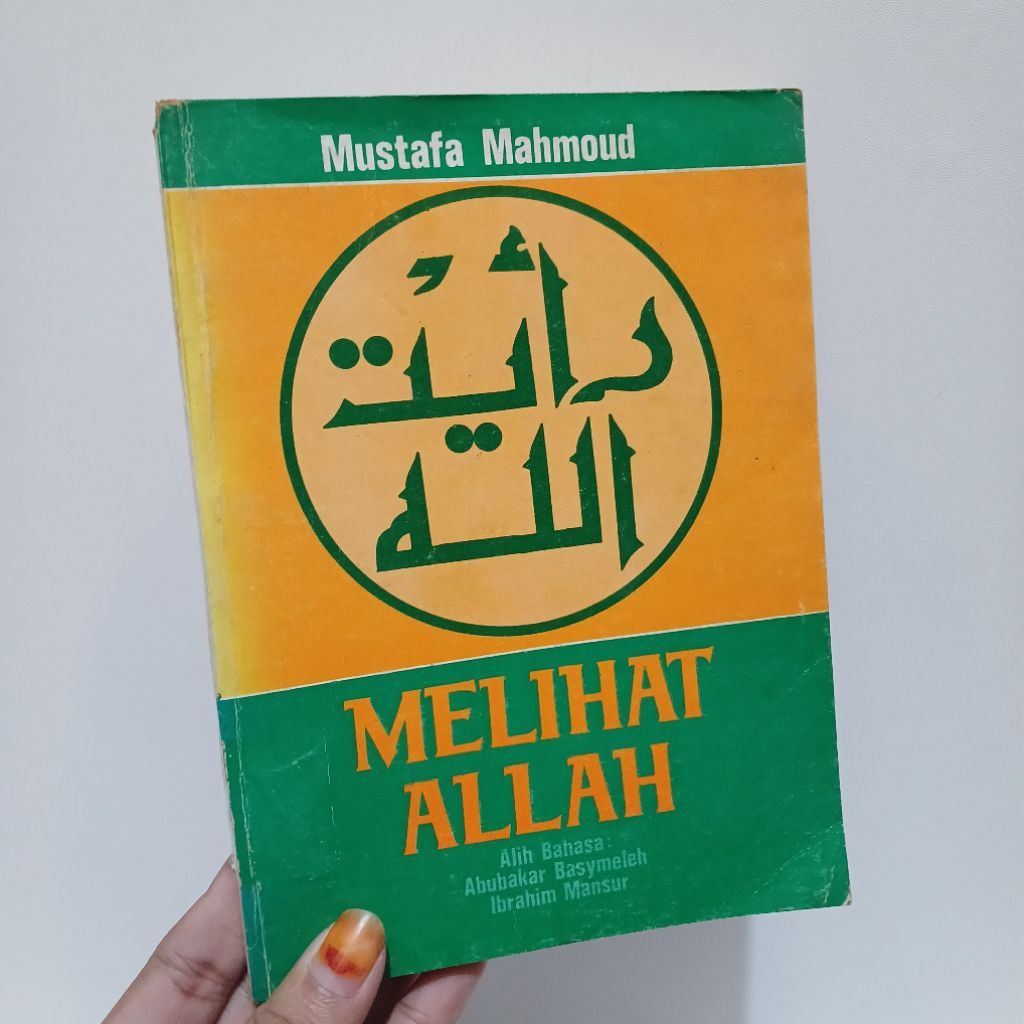 Mustafa Mahmoud
رأيت
الله
MELIHAT
ALLAH
Alih Bahasa:
Abubakar Basymeleh
Ibrahim Mansur